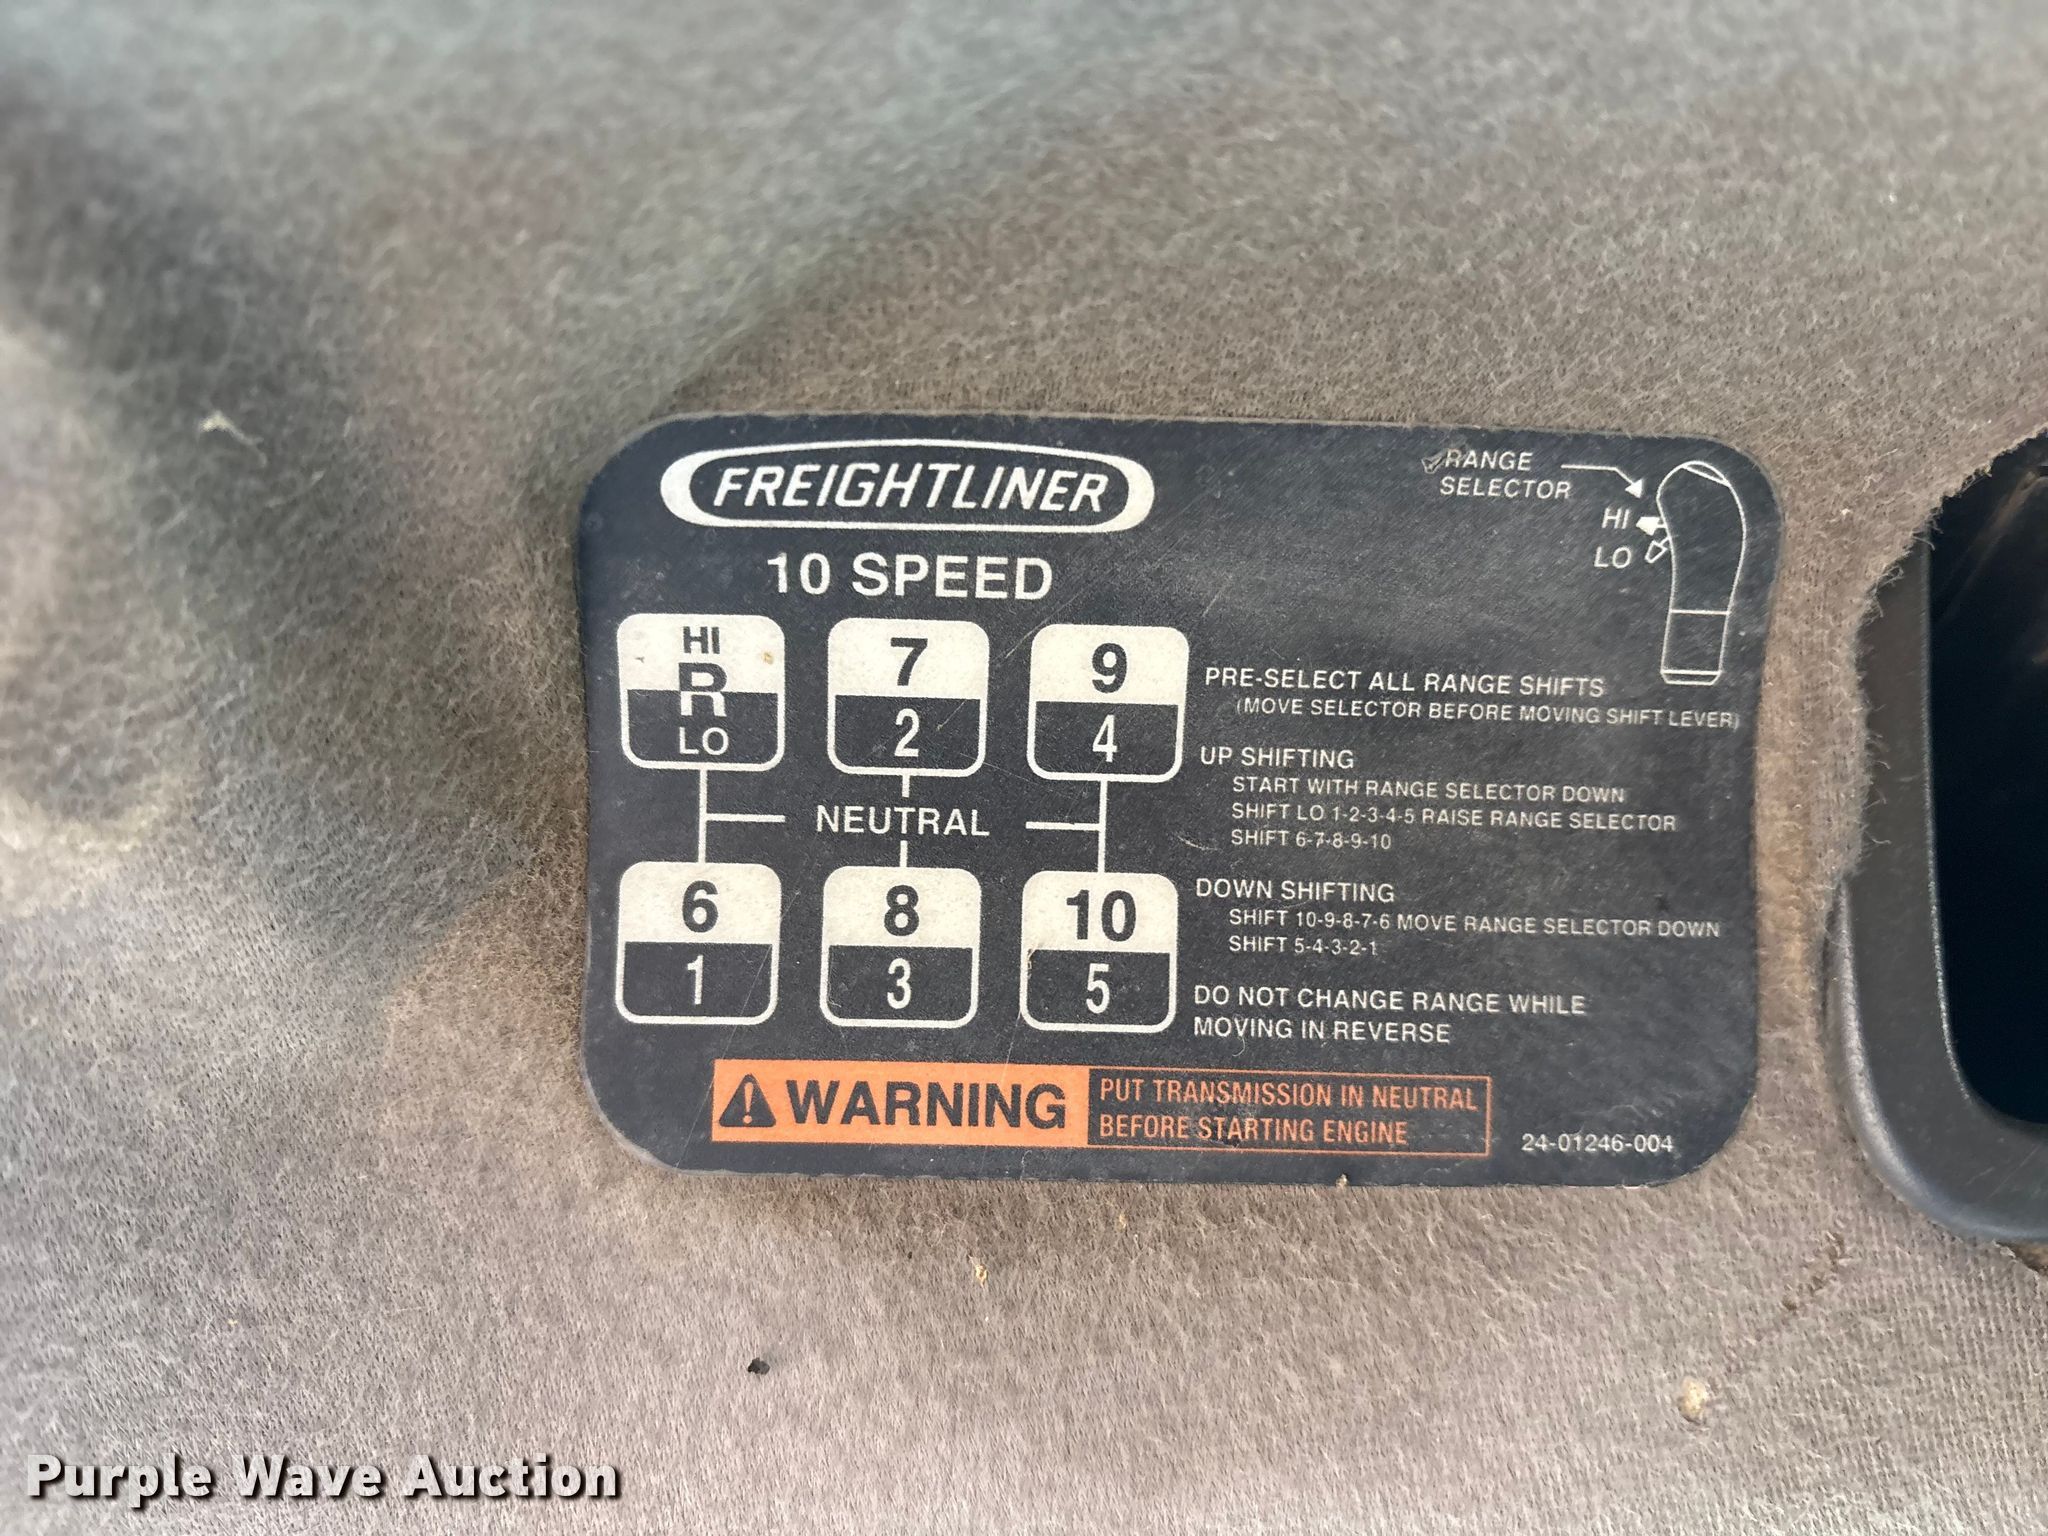 FREIGHTLINER
10 SPEED
RANGE
SELECTOR
HI
LO
HI
R
LO
7
2
9
4
NEUTRAL
6
1
8
3
10
5
PRE-SELECT ALL RANGE SHIFTS
(MOVE SELECTOR BEFORE MOVING SHIFT LEVER)
UP SHIFTING
START WITH RANGE SELECTOR DOWN
SHIFT LO 1-2-3-4-5 RAISE RANGE SELECTOR
SHIFT 6-7-8-9-10
DOWN SHIFTING
SHIFT 10-9-8-7-6 MOVE RANGE SELECTOR DOWN
SHIFT 5-4-3-2-1
DO NOT CHANGE RANGE WHILE
MOVING IN REVERSE
WARNING
PUT TRANSMISSION IN NEUTRAL
BEFORE STARTING ENGINE
24-01246-004
Purple Wave Auction